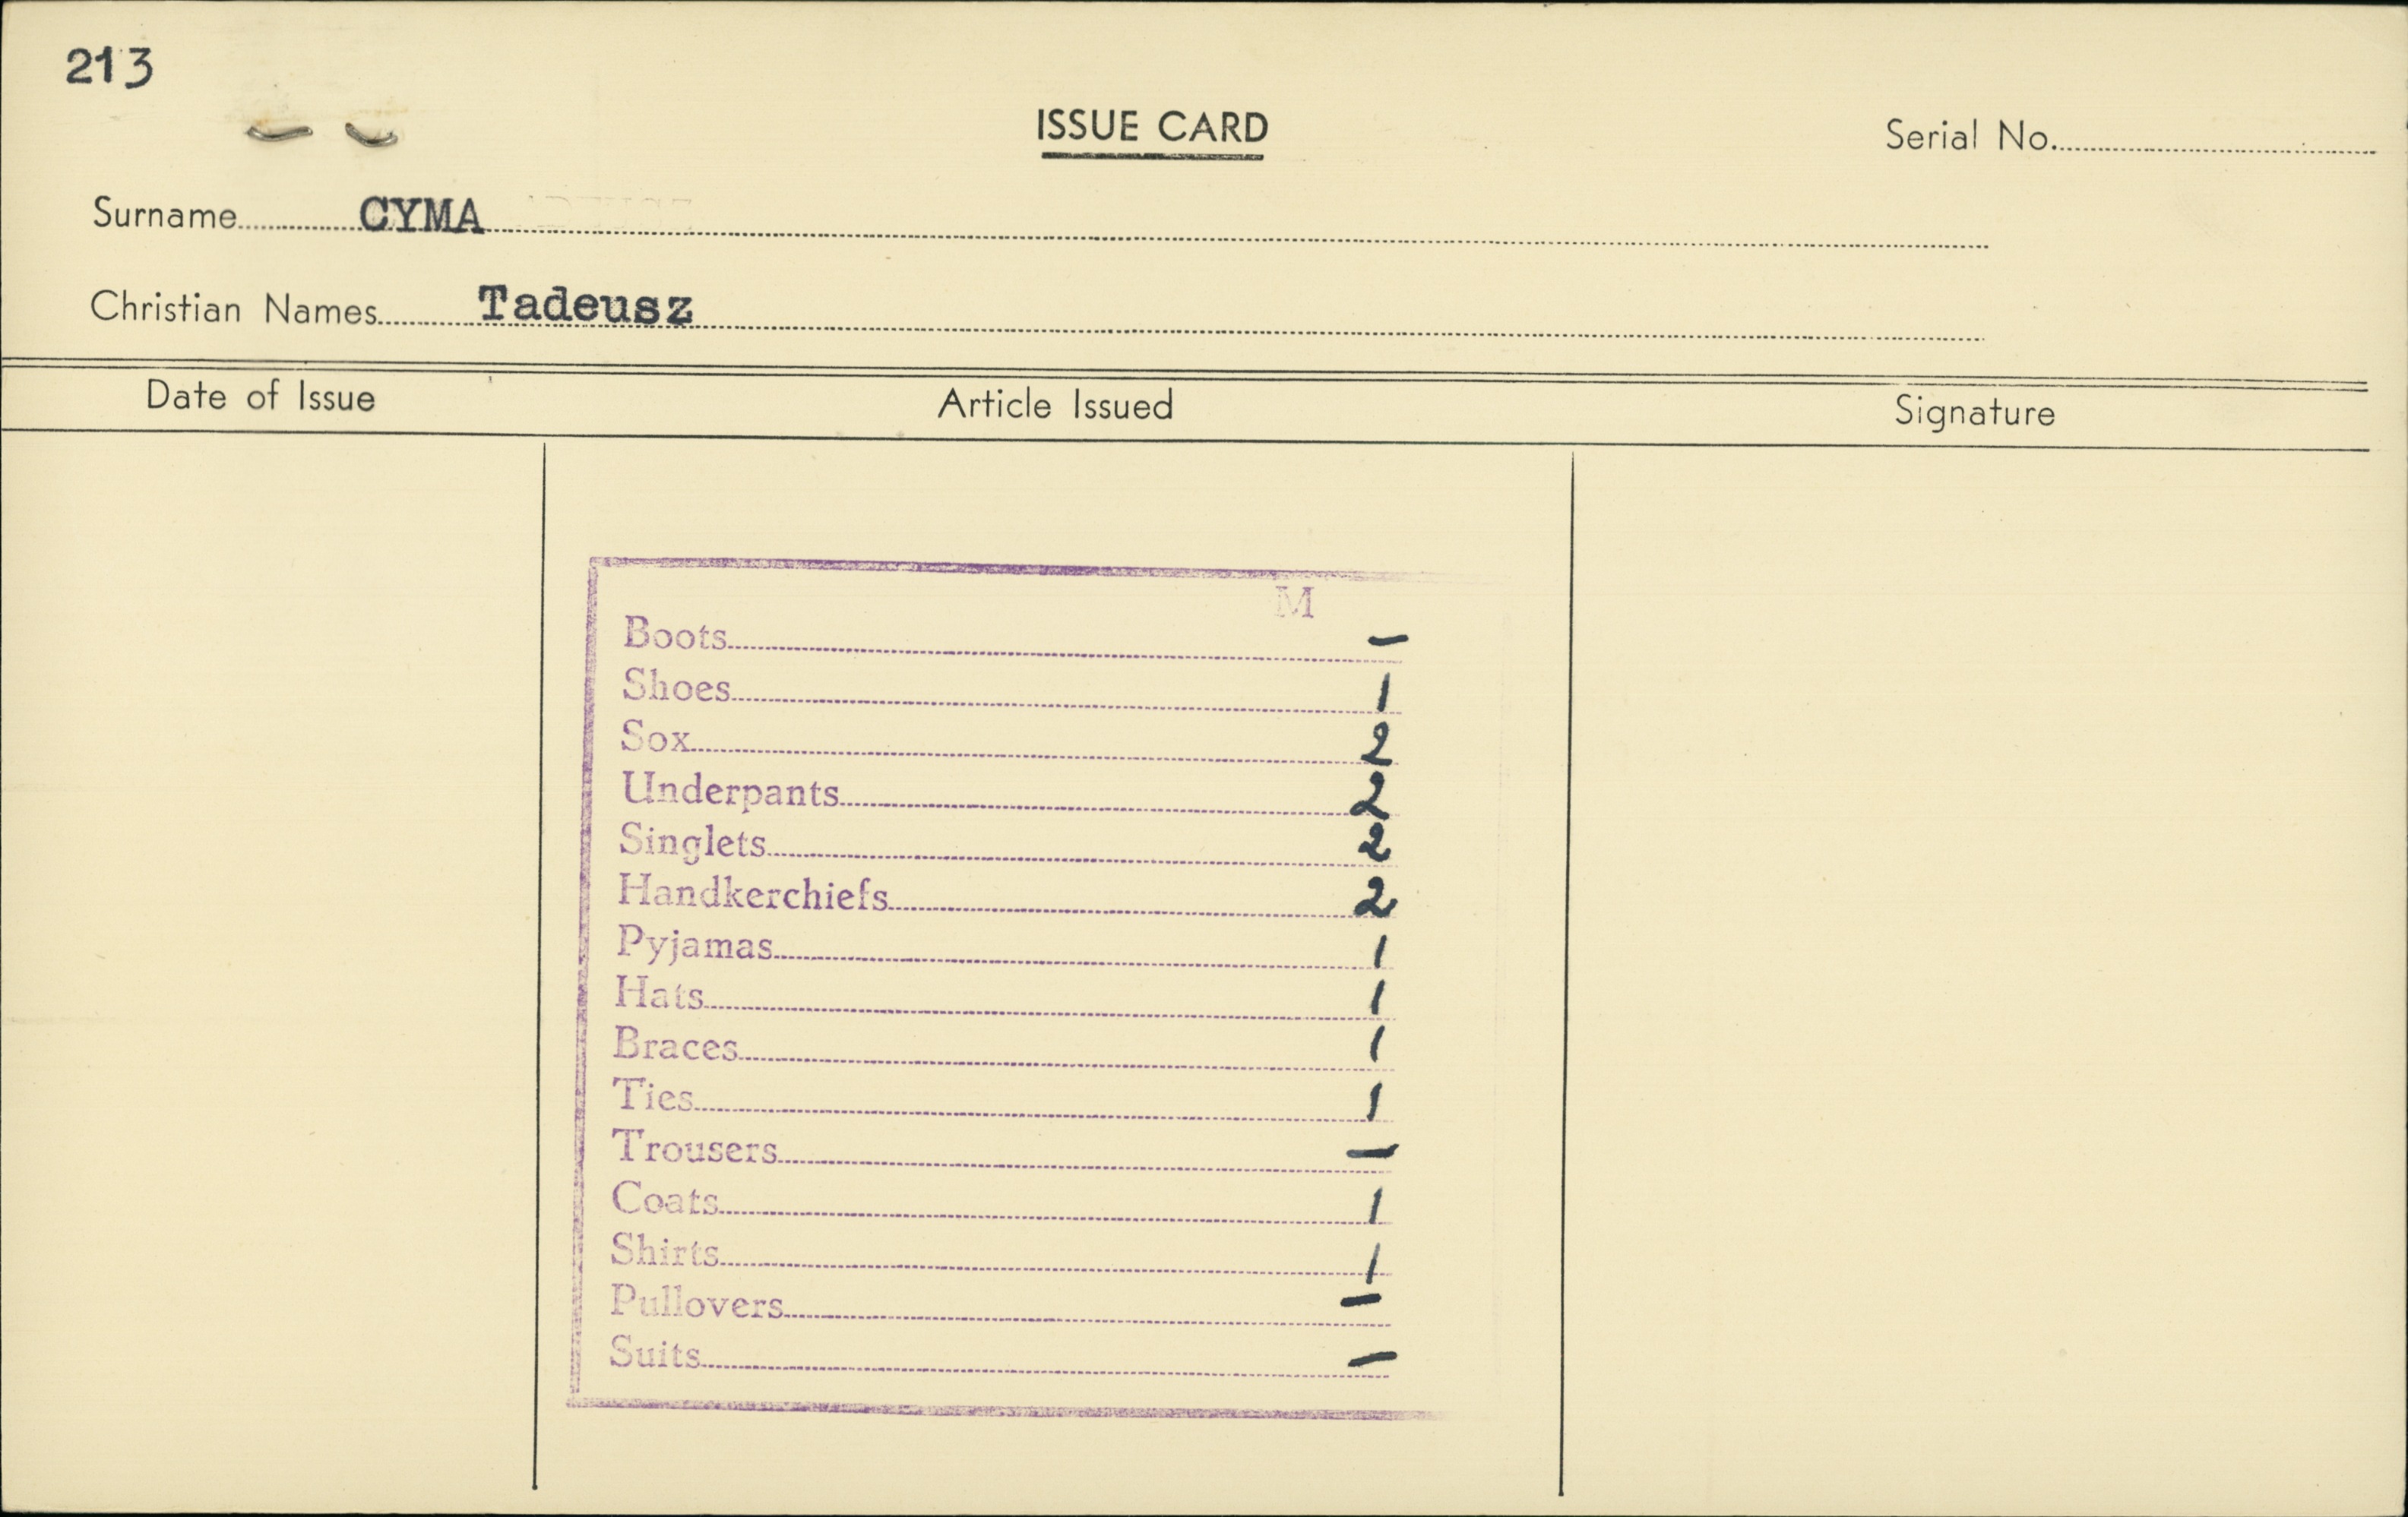 213
ISSUE CARD
Serial No.
Surname CYMA
Christian Names Tadeusz
Date of Issue Article Issued Signature
M
Boots –
Shoes 1
Sox 2
Underpants 2
Singlets 2
Handkerchiefs 2
Pyjamas 1
Hats 1
Braces 1
Ties 1
Trousers –
Coats 1
Shirts 1
Pullovers –
Suits –